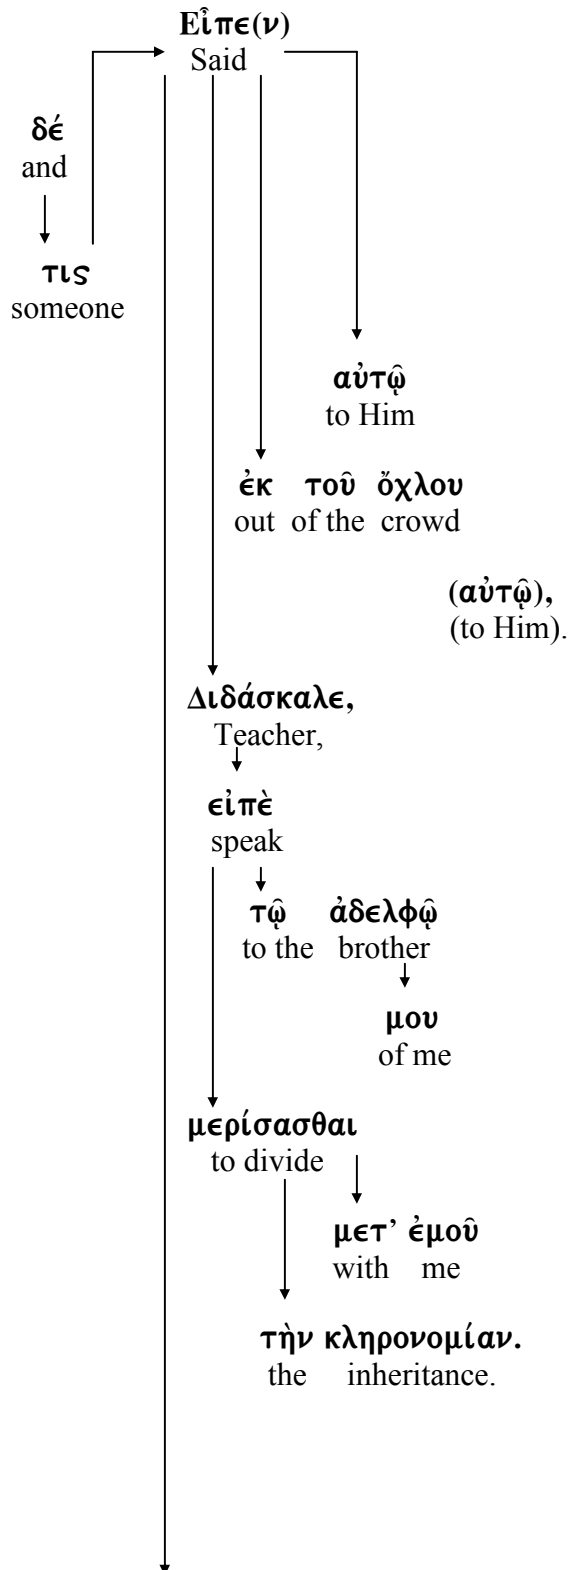 Εἶπε(ν)
Said
δέ
and
τις
someone
αὐτῷ
to Him
ἐκ τοῦ ὄχλου
out of the crowd
(αὐτῷ),
(to Him).
Διδάσκαλε,
Teacher,
εἰπὲ
speak
τῷ ἀδελφῷ
to the brother
μου
of me
μερίσασθαι
to divide
μετ’ ἐμοῦ
with me
τὴν κληρονομίαν.
the inheritance.